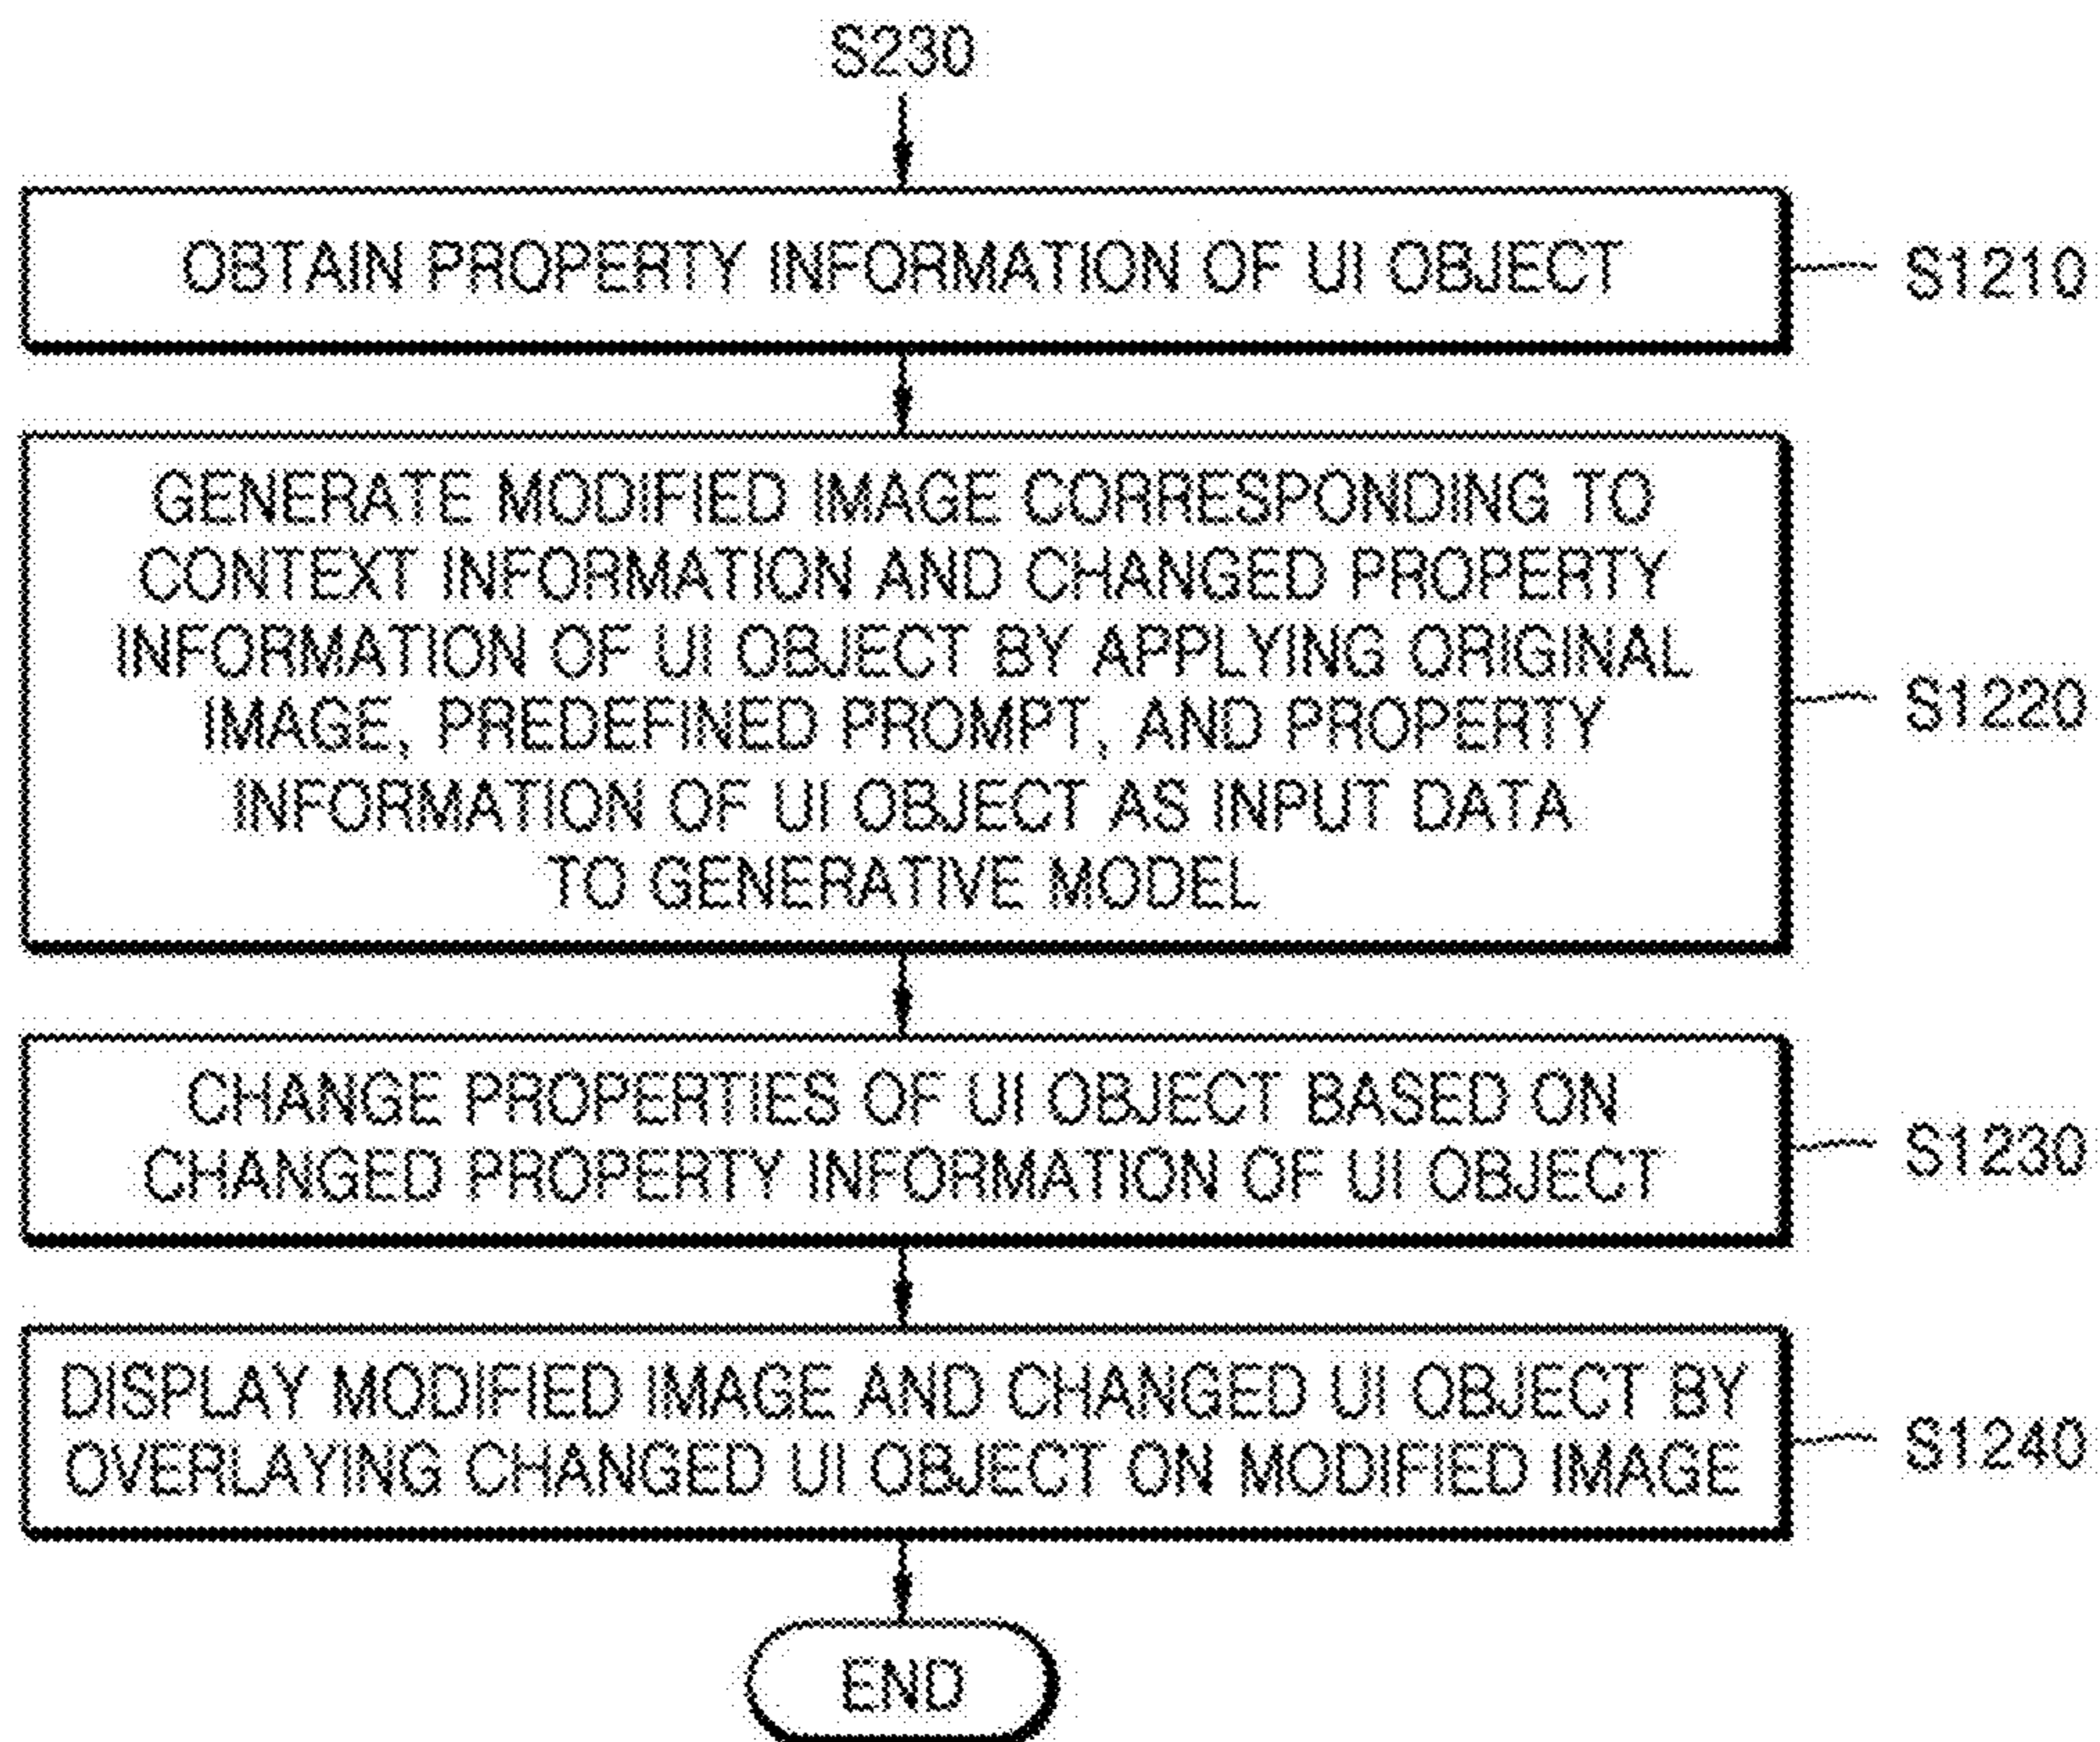 S230
OBTAIN PROPERTY INFORMATION OF UI OBJECT
S1210
GENERATE MODIFIED IMAGE CORRESPONDING TO
CONTEXT INFORMATION AND CHANGED PROPERTY
INFORMATION OF UI OBJECT BY APPLYING ORIGINAL
IMAGE, PREDEFINED PROMPT, AND PROPERTY
INFORMATION OF UI OBJECT AS INPUT DATA
TO GENERATIVE MODEL
S1220
CHANGE PROPERTIES OF UI OBJECT BASED ON
CHANGED PROPERTY INFORMATION OF UI OBJECT
S1230
DISPLAY MODIFIED IMAGE AND CHANGED UI OBJECT BY
OVERLAYING CHANGED UI OBJECT ON MODIFIED IMAGE
S1240
END